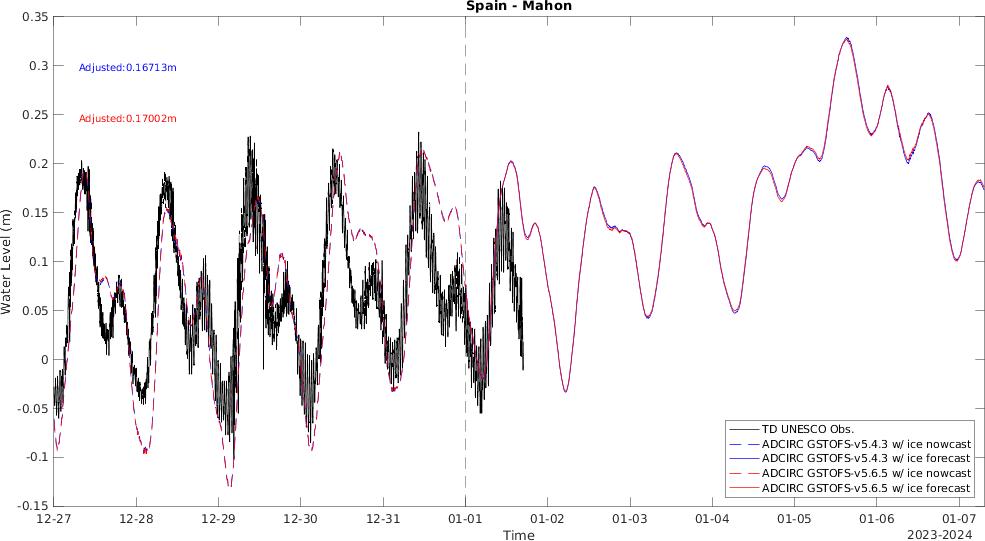 Spain - Mahon
0.35
0.3
0.25
0.2
0.15
0.1
0.05
0
-0.05
-0.1
-0.15
Water Level (m)
Adjusted:0.16713m
Adjusted:0.17002m
TD UNESCO Obs.
ADCIRC GSTOFS-v5.4.3 w/ ice nowcast
ADCIRC GSTOFS-v5.4.3 w/ ice forecast
ADCIRC GSTOFS-v5.6.5 w/ ice nowcast
ADCIRC GSTOFS-v5.6.5 w/ ice forecast
12-27 12-28 12-29 12-30 12-31 01-01 01-02 01-03 01-04 01-05 01-06 01-07
Time
2023-2024